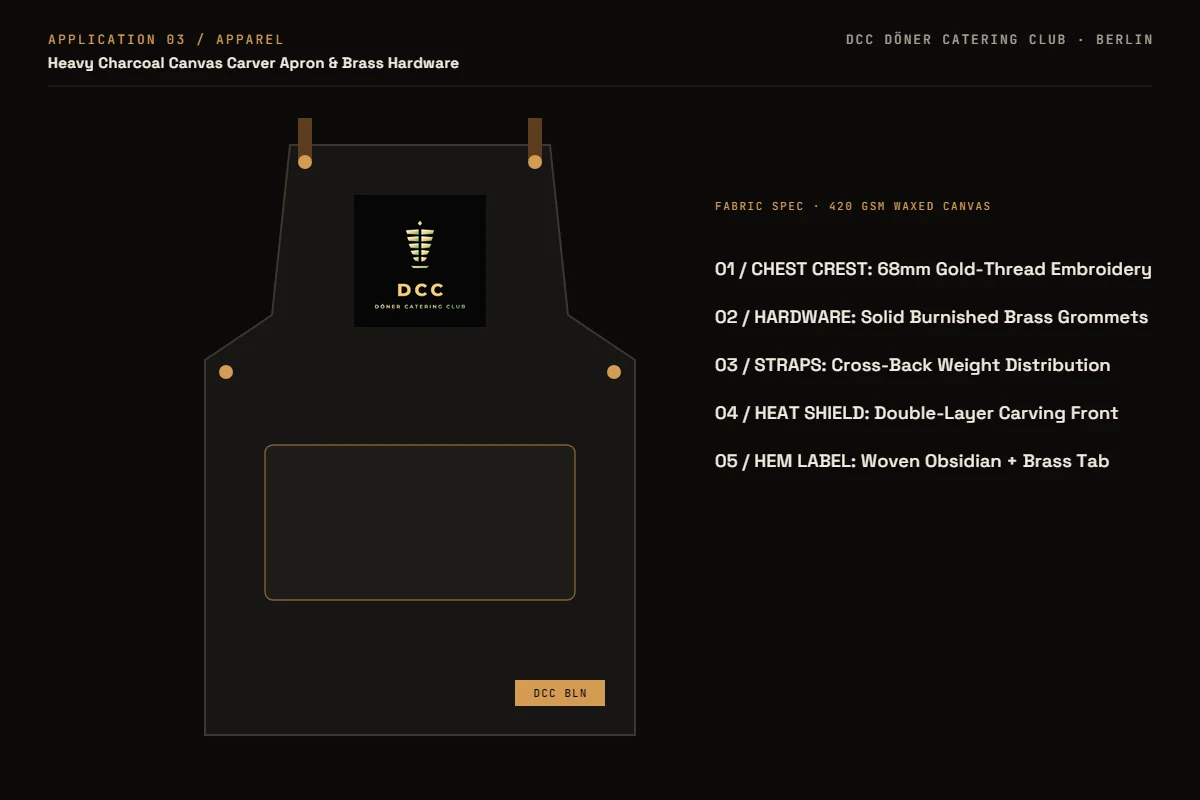 APPLICATION 03 / APPAREL
DCC DÖNER CATERING CLUB · BERLIN
Heavy Charcoal Canvas Carver Apron & Brass Hardware
DCC
DÖNER CATERING CLUB
FABRIC SPEC · 420 GSM WAXED CANVAS
01 / CHEST CREST: 68mm Gold-Thread Embroidery
02 / HARDWARE: Solid Burnished Brass Grommets
03 / STRAPS: Cross-Back Weight Distribution
04 / HEAT SHIELD: Double-Layer Carving Front
05 / HEM LABEL: Woven Obsidian + Brass Tab
DCC BLN